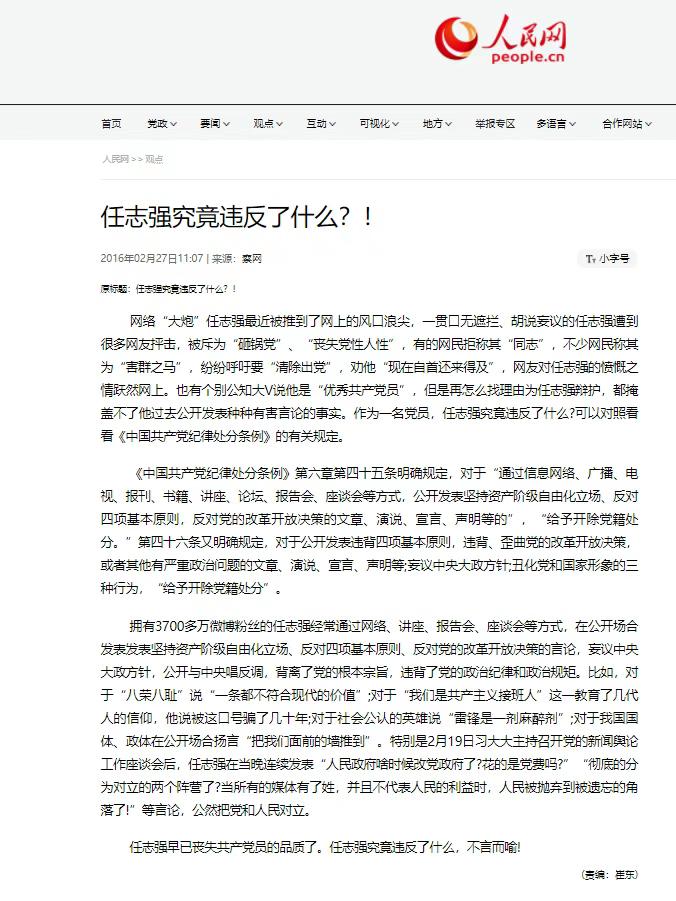 人民网
people.cn
首页 党政 要闻 观点 互动 可视化 地方 举报专区 多语言 合作网站
人民网 >> 观点
任志强究竟违反了什么？！
2016年02月27日11:07 | 来源：察网
TT 小字号
原标题：任志强究竟违反了什么？！
网络“大炮”任志强最近被推到了网上的风口浪尖，一贯口无遮拦、胡说妄议的任志强遭到
很多网友抨击，被斥为“砸锅党”、“丧失党性人性”，有的网民拒称其“同志”，不少网民称其
为“害群之马”，纷纷呼吁要“清除出党”，劝他“现在自首还来得及”，网友对任志强的愤慨之
情跃然网上。也有个别公知大V说他是“优秀共产党员”，但是再怎么找理由为任志强辩护，都掩
盖不了他过去公开发表种种有害言论的事实。作为一名党员，任志强究竟违反了什么?可以对照看
看《中国共产党纪律处分条例》的有关规定。
《中国共产党纪律处分条例》第六章第四十五条明确规定，对于“通过信息网络、广播、电
视、报刊、书籍、讲座、论坛、报告会、座谈会等方式，公开发表坚持资产阶级自由化立场、反对
四项基本原则，反对党的改革开放决策的文章、演说、宣言、声明等的”，“给予开除党籍处
分。”第四十六条又明确规定，对于公开发表违背四项基本原则，违背、歪曲党的改革开放决策，
或者其他有严重政治问题的文章、演说、宣言、声明等;妄议中央大政方针;丑化党和国家形象的三
种行为，“给予开除党籍处分”。
拥有3700多万微博粉丝的任志强经常通过网络、讲座、报告会、座谈会等方式，在公开场合
发表发表坚持资产阶级自由化立场、反对四项基本原则、反对党的改革开放决策的言论，妄议中央
大政方针，公开与中央唱反调，背离了党的根本宗旨，违背了党的政治纪律和政治规矩。比如，对
于“八荣八耻”说“一条都不符合现代的价值”;对于“我们是共产主义接班人”这一教育了几代
人的信仰，他说被这口号骗了几十年;对于社会公认的英雄说“雷锋是一剂麻醉剂”;对于我国国
体、政体在公开场合扬言“把我们面前的墙推到”。特别是2月19日习大大主持召开党的新闻舆论
工作座谈会后，任志强在当晚连续发表“人民政府啥时候改党政府了?花的是党费吗?”“彻底的分
为对立的两个阵营了?当所有的媒体有了姓，并且不代表人民的利益时，人民被抛弃到被遗忘的角
落了!”等言论，公然把党和人民对立。
任志强早已丧失共产党员的品质了。任志强究竟违反了什么，不言而喻!
(责编：崔东)